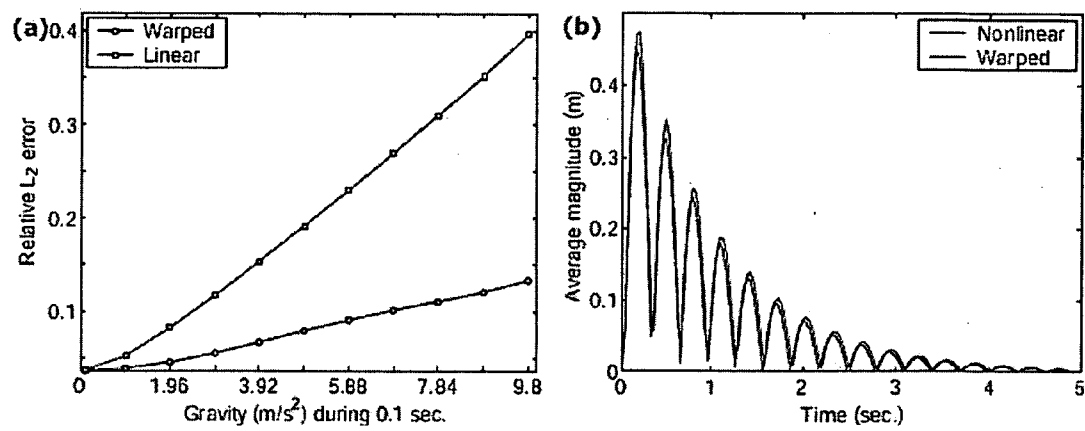 (a)
Warped
Linear
Relative L2 error
0.4
0.3
0.2
0.1
0 1.96 3.92 5.88 7.84 9.8
Gravity (m/s²) during 0.1 sec.
(b)
Nonlinear
Warped
Average magnitude (m)
0.4
0.3
0.2
0.1
0
0 1 2 3 4 5
Time (sec.)